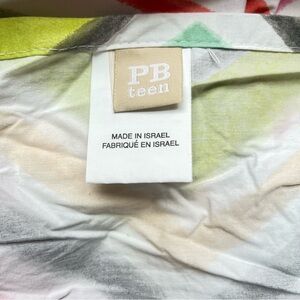 PB
teen
MADE IN ISRAEL
FABRIQUÉ EN ISRAEL